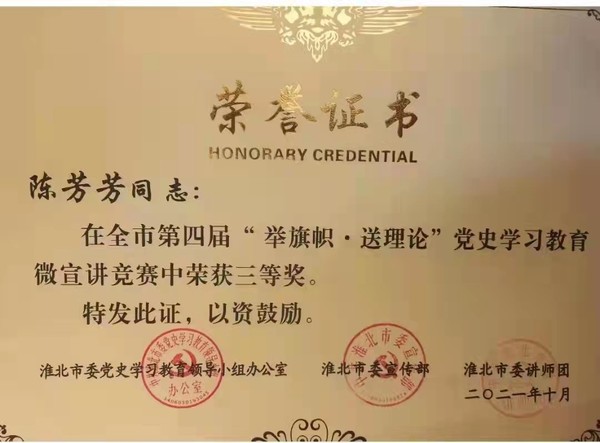 荣誉证书
HONORARY CREDENTIAL
陈芳芳同志：
在全市第四届“举旗帜·送理论”党史学习教育
微宣讲竞赛中荣获三等奖。
特发此证，以资鼓励。
淮北市委党史学习教育领导小组办公室 淮北市委宣传部 淮北市委讲师团
办公室
二〇二一年十月